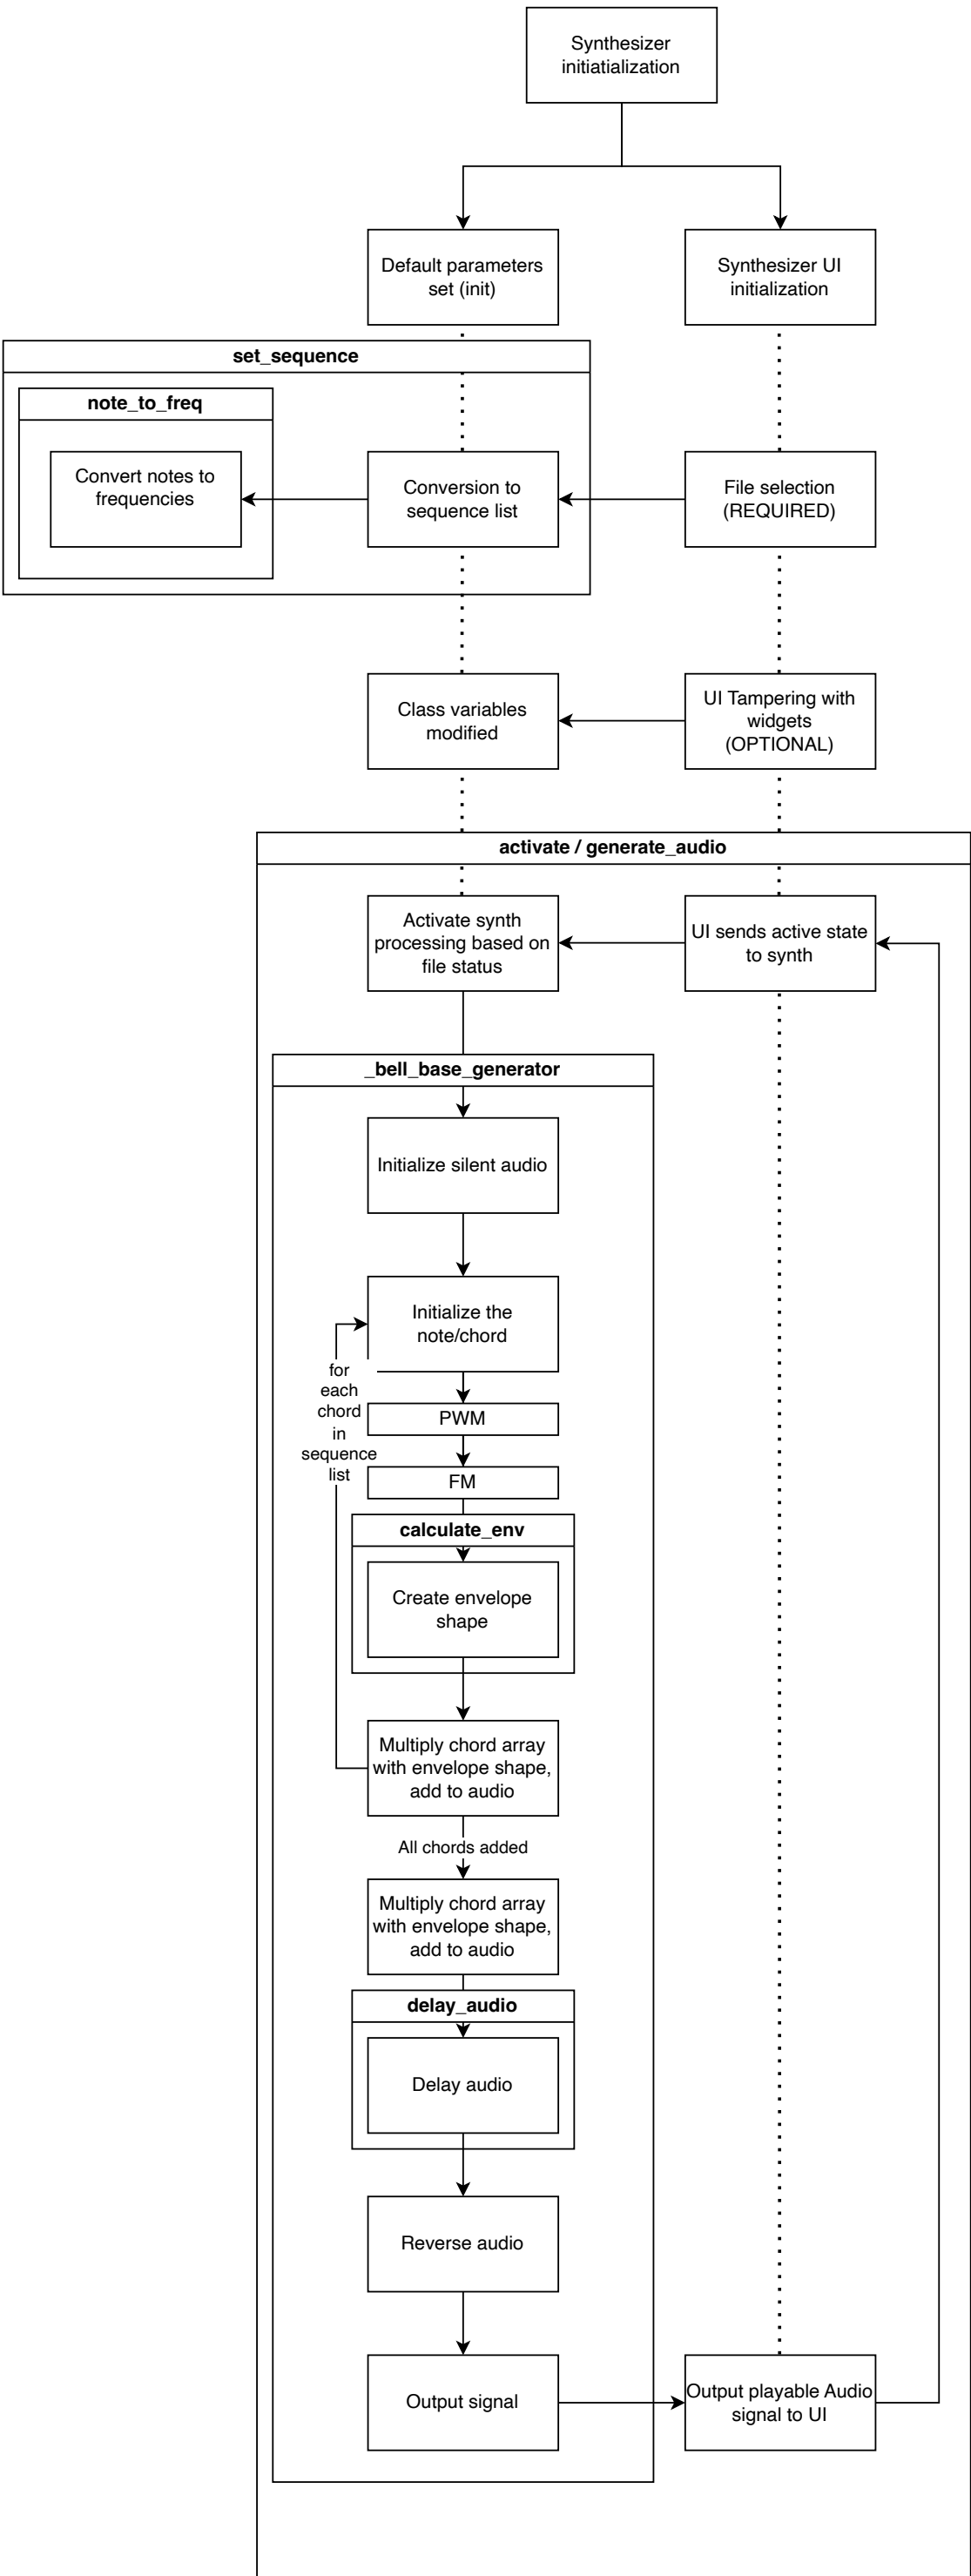 Synthesizer
initiatialization
Default parameters
set (init)
Synthesizer UI
initialization
set_sequence
note_to_freq
Convert notes to
frequencies
Conversion to
sequence list
File selection
(REQUIRED)
Class variables
modified
UI Tampering with
widgets
(OPTIONAL)
activate / generate_audio
Activate synth
processing based on
file status
UI sends active state
to synth
_bell_base_generator
Initialize silent audio
Initialize the
note/chord
for
each
chord
in
sequence
list
PWM
FM
calculate_env
Create envelope
shape
Multiply chord array
with envelope shape,
add to audio
All chords added
Multiply chord array
with envelope shape,
add to audio
delay_audio
Delay audio
Reverse audio
Output signal
Output playable Audio
signal to UI